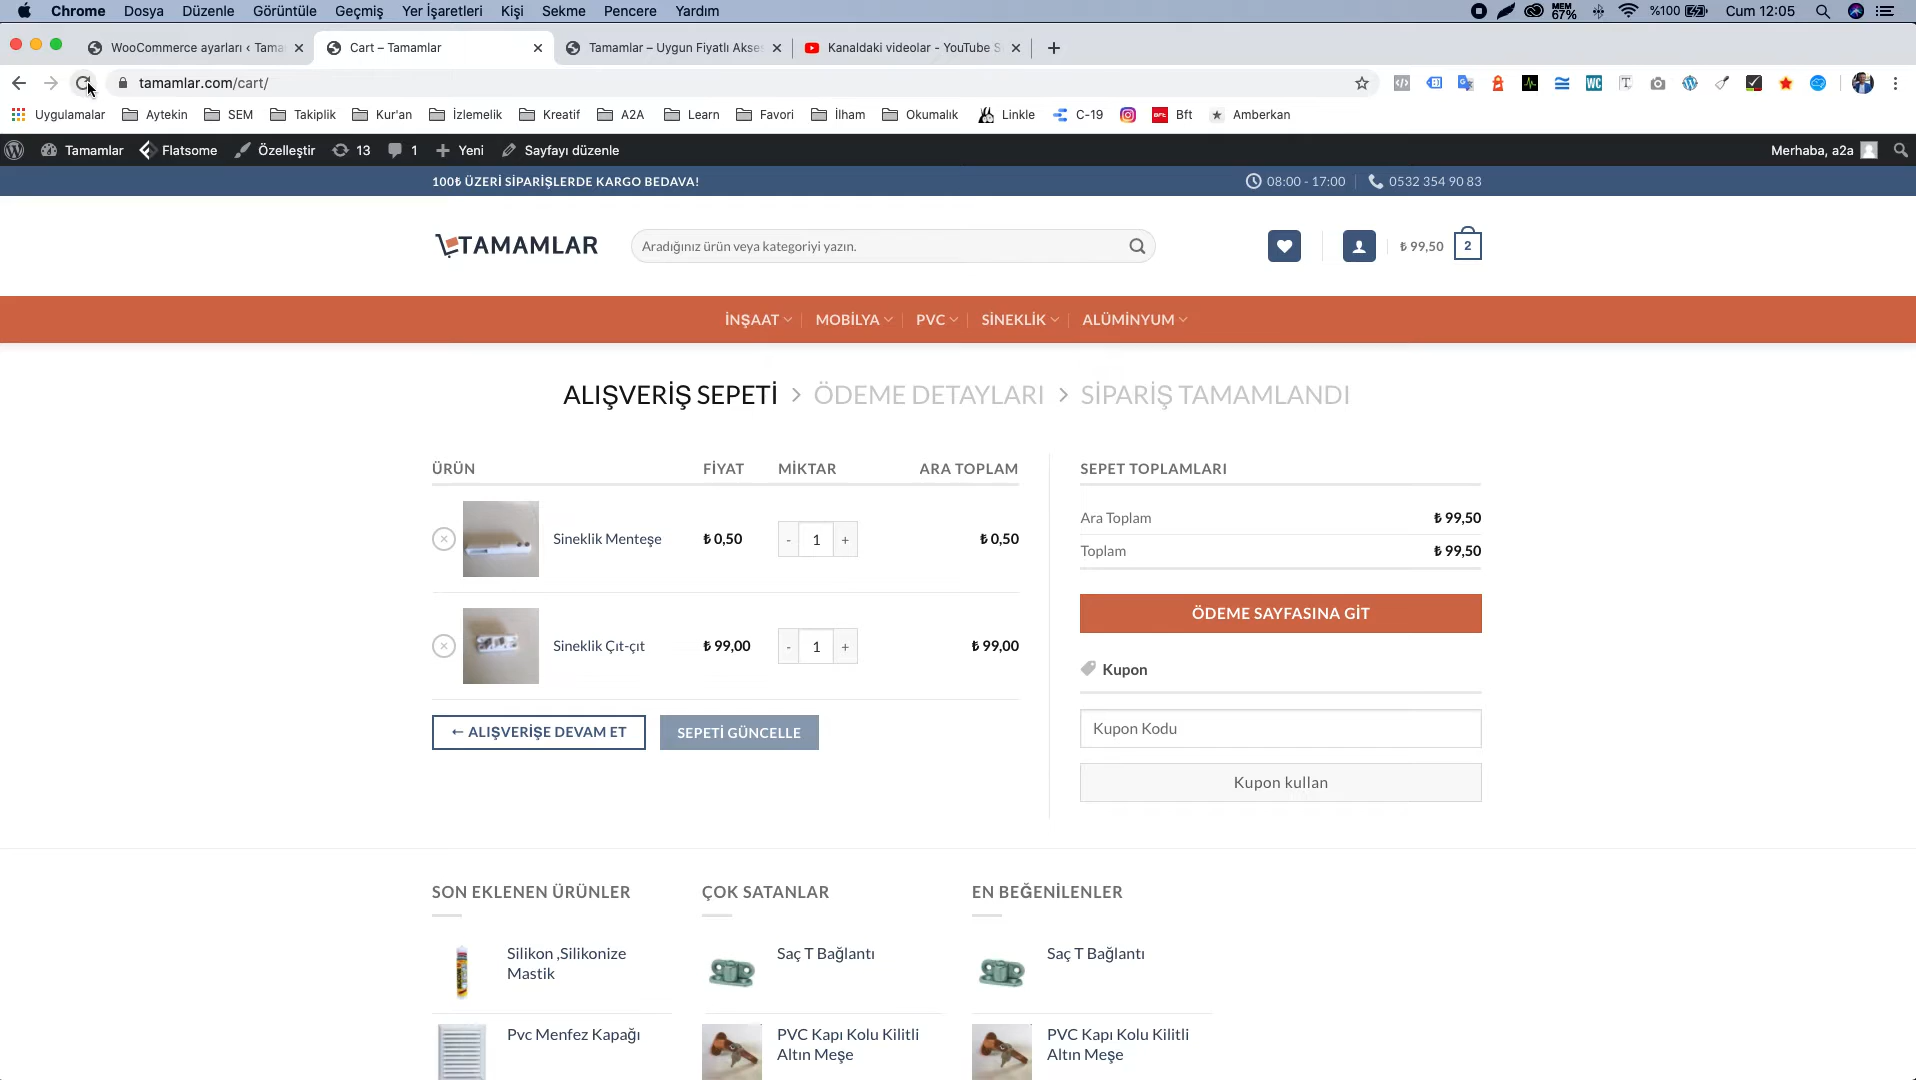 Chrome Dosya Düzenle Görüntüle Geçmiş Yer İşaretleri Kişi Sekme Pencere Yardım MEM 67% %100 Cum 12:05
WooCommerce ayarları ‹ Tama Cart – Tamamlar Tamamlar – Uygun Fiyatlı Akse Kanaldaki videolar - YouTube S
tamamlar.com/cart/
Uygulamalar Aytekin SEM Takiplik Kur'an İzlemelik Kreatif A2A Learn Favori İlham Okumalık Linkle C-19 Bft Amberkan
Tamamlar Flatsome Özelleştir 13 1 Yeni Sayfayı düzenle Merhaba, a2a
100₺ ÜZERİ SİPARİŞLERDE KARGO BEDAVA! 08:00 - 17:00 0532 354 90 83
TAMAMLAR Aradığınız ürün veya kategoriyi yazın. ₺ 99,50 2
İNŞAAT MOBİLYA PVC SİNEKLİK ALÜMİNYUM
ALIŞVERİŞ SEPETİ > ÖDEME DETAYLARI > SİPARİŞ TAMAMLANDI
ÜRÜN FİYAT MİKTAR ARA TOPLAM
Sineklik Menteşe ₺ 0,50 - 1 + ₺ 0,50
Sineklik Çıt-çıt ₺ 99,00 - 1 + ₺ 99,00
← ALIŞVERİŞE DEVAM ET SEPETİ GÜNCELLE
SEPET TOPLAMLARI
Ara Toplam ₺ 99,50
Toplam ₺ 99,50
ÖDEME SAYFASINA GİT
Kupon
Kupon Kodu
Kupon kullan
SON EKLENEN ÜRÜNLER
Silikon ,Silikonize
Mastik
Pvc Menfez Kapağı
ÇOK SATANLAR
Saç T Bağlantı
PVC Kapı Kolu Kilitli
Altın Meşe
EN BEĞENİLENLER
Saç T Bağlantı
PVC Kapı Kolu Kilitli
Altın Meşe